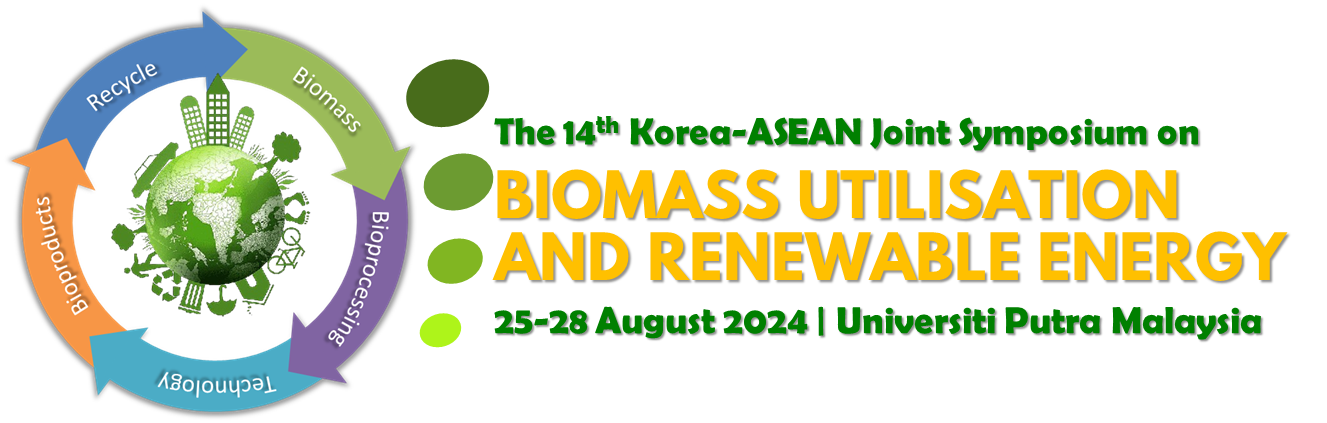 Recycle
Biomass
Bioprocessing
Technology
Bioproducts
The 14th Korea-ASEAN Joint Symposium on
BIOMASS UTILISATION
AND RENEWABLE ENERGY
25-28 August 2024 | Universiti Putra Malaysia